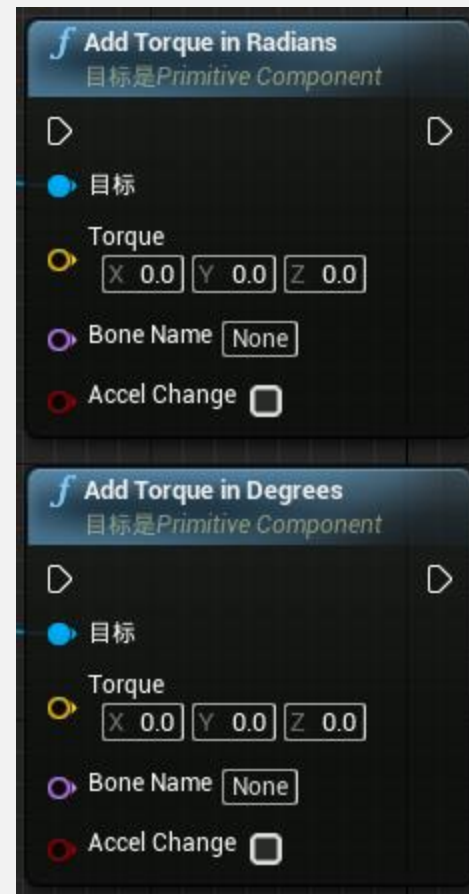 f Add Torque in Radians
目标是Primitive Component
目标
Torque
X 0.0 Y 0.0 Z 0.0
Bone Name None
Accel Change
f Add Torque in Degrees
目标是Primitive Component
目标
Torque
X 0.0 Y 0.0 Z 0.0
Bone Name None
Accel Change